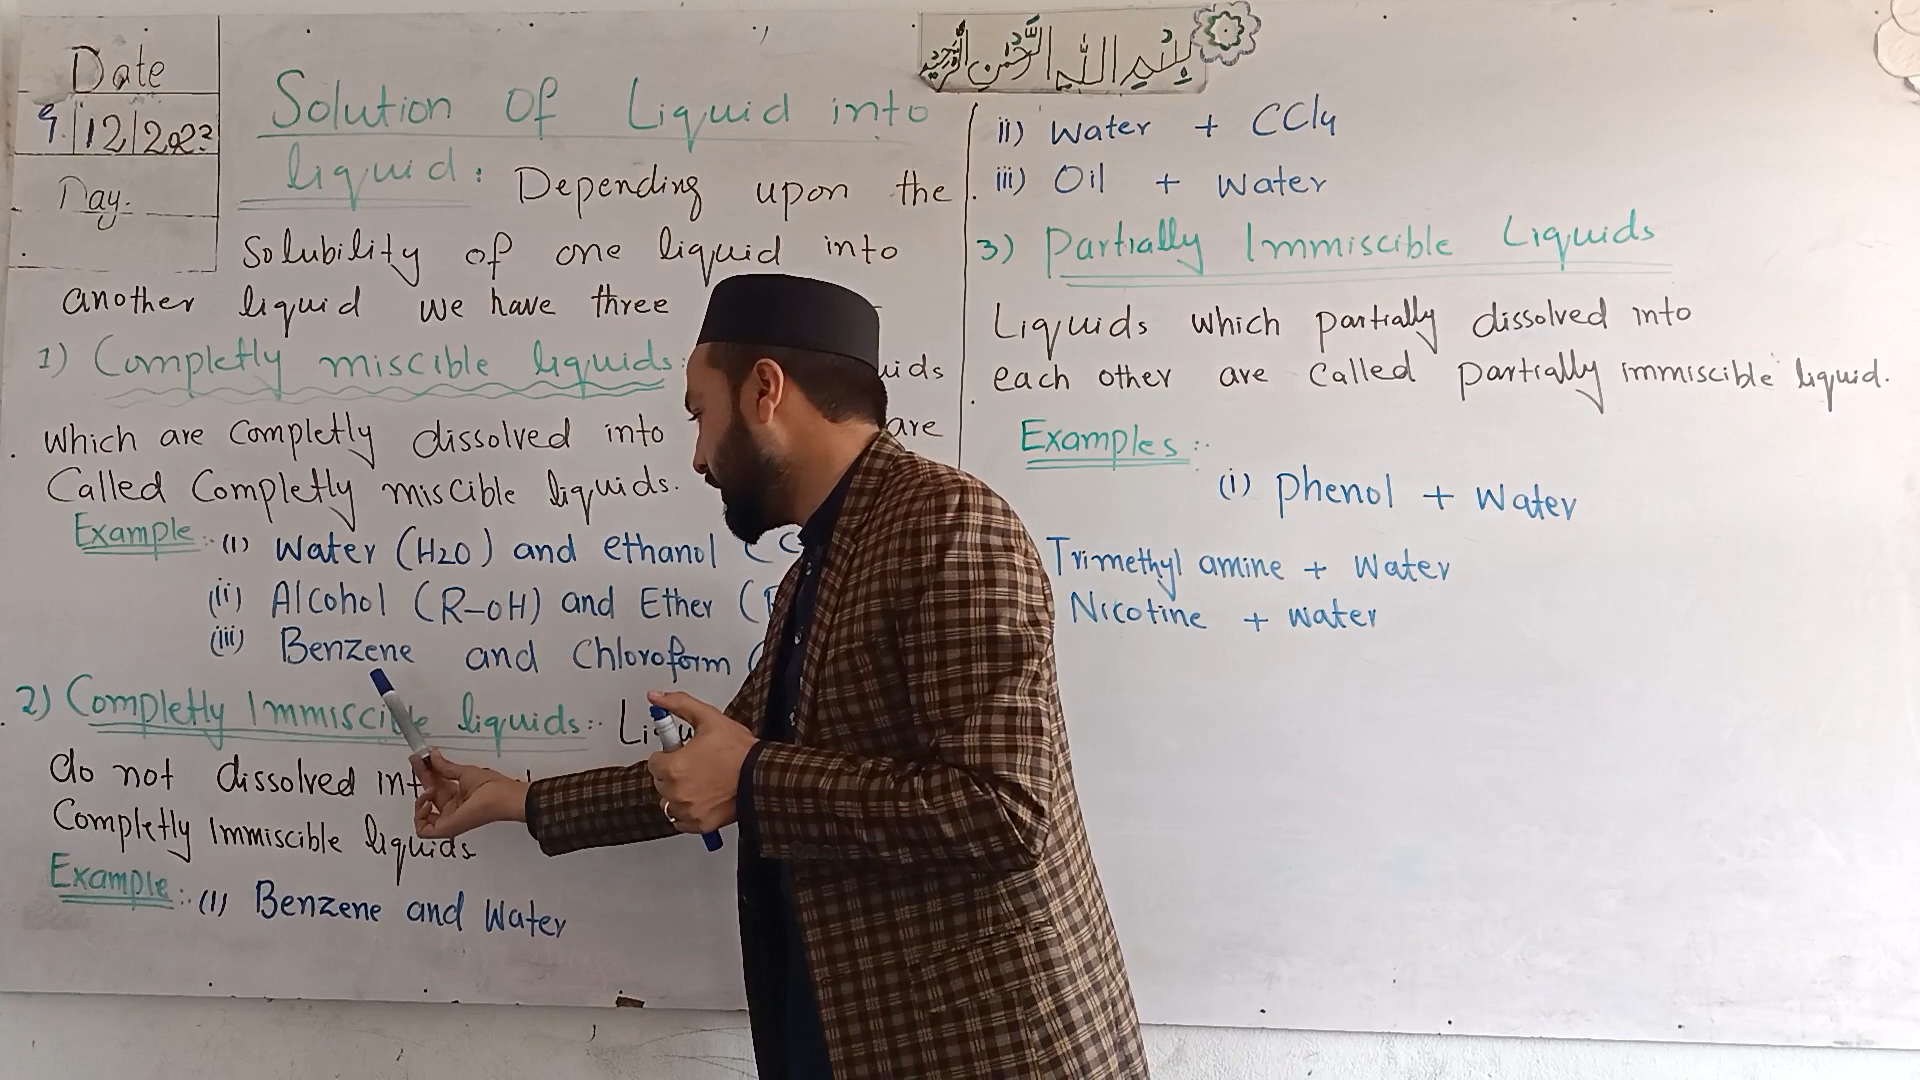 Date
9/12/2023
Day.
بسم الله الرحمن الرحيم
Solution Of Liquid into
liquid:
Depending upon the
Solubility of one liquid into
another liquid we have three
1) Completly miscible liquids:
which are completly dissolved into are
Called Completly miscible liquids.
Example:- (i) Water (H2O) and ethanol (C
(ii) Alcohol (R-OH) and Ether (
(iii) Benzene and Chloroform (
2) Completly Immiscible liquids:-
do not dissolved
Completly Immiscible liquids
Example:- (1) Benzene and Water
ii) Water + CCl4
iii) Oil + Water
3) Partially Immiscible Liquids
Liquids which partially dissolved into
each other are called partially immiscible liquid.
Examples:-
(i) phenol + Water
Trimethyl amine + Water
Nicotine + water